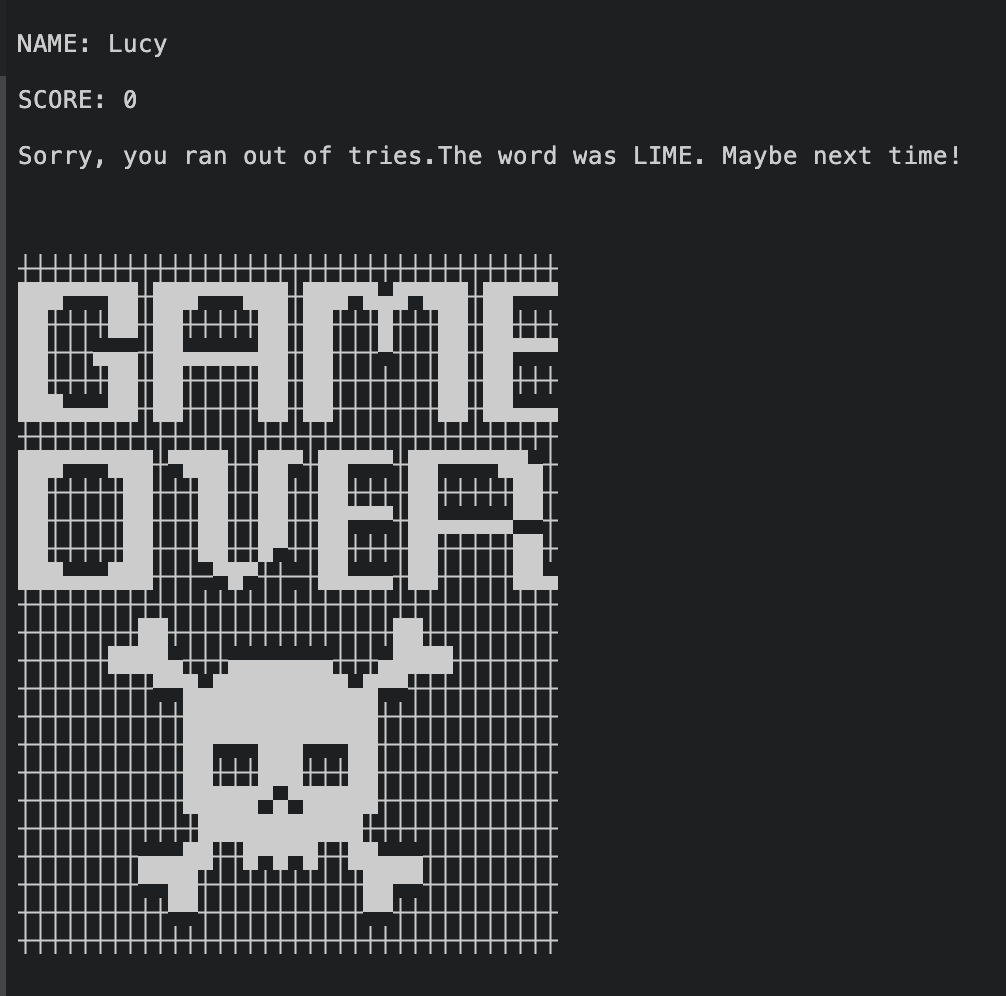 NAME: Lucy
SCORE: 0
Sorry, you ran out of tries.The word was LIME. Maybe next time!
GAME
OVER